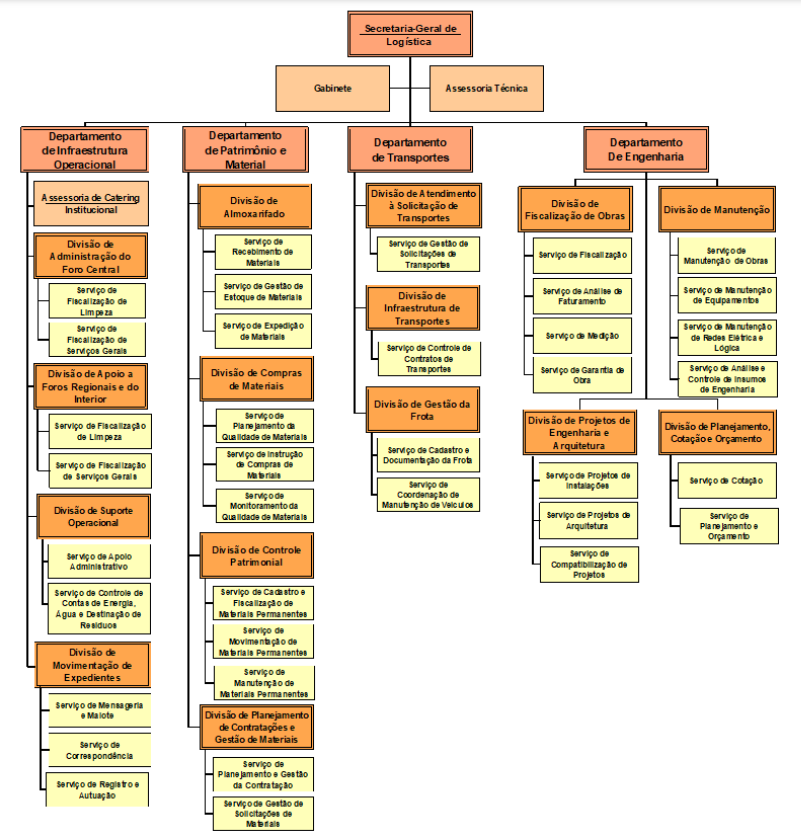 Secretaria-Geral de
Logística
Gabinete
Assessoria Técnica
Departamento
de Infraestrutura
Operacional
Assessoria de Catering
Institucional
Divisão de
Administração do
Foro Central
Serviço de
Fiscalização de
Limpeza
Serviço de
Fiscalização de
Serviços Gerais
Divisão de Apoio a
Foros Regionais e do
Interior
Serviço de Fiscalização
de Limpeza
Serviço de Fiscalização
de Serviços Gerais
Divisão de Suporte
Operacional
Serviço de Apoio
Administrativo
Serviço de Controle de
Contas de Energia,
Água e Destinação de
Resíduos
Divisão de
Movimentação de
Expedientes
Serviço de Mensageria
e Malote
Serviço de
Correspondência
Serviço de Registro e
Autuação
Departamento
de Patrimônio e
Material
Divisão de
Almoxarifado
Serviço de
Recebimento de
Materiais
Serviço de Gestão de
Estoque de Materiais
Serviço de Expedição
de Materiais
Divisão de Compras
de Materiais
Serviço de
Planejamento da
Qualidade de Materiais
Serviço de Instrução
de Compras de
Materiais
Serviço de
Monitoramento da
Qualidade de Materiais
Divisão de Controle
Patrimonial
Serviço de Cadastro e
Fiscalização de
Materiais Permanentes
Serviço de
Movimentação de
Materiais Permanentes
Serviço de
Manutenção de
Materiais Permanentes
Divisão de Planejamento
de Contratações e
Gestão de Materiais
Serviço de
Planejamento e Gestão
da Contratação
Serviço de Gestão de
Solicitações de
Materiais
Departamento
de Transportes
Divisão de Atendimento
à Solicitação de
Transportes
Serviço de Gestão de
Solicitações de
Transportes
Divisão de
Infraestrutura de
Transportes
Serviço de Controle de
Contratos de
Transportes
Divisão de Gestão da
Frota
Serviço de Cadastro e
Documentação da Frota
Serviço de
Coordenação de
Manutenção de Veículos
Departamento
De Engenharia
Divisão de
Fiscalização de Obras
Serviço de Fiscalização
Serviço de Análise de
Faturamento
Serviço de Medição
Serviço de Garantia de
Obra
Divisão de Manutenção
Serviço de
Manutenção de Obras
Serviço de Manutenção
de Equipamentos
Serviço de Manutenção
de Redes Elétrica e
Lógica
Serviço de Análise e
Controle de Insumos
de Engenharia
Divisão de Projetos de
Engenharia e
Arquitetura
Serviço de Projetos de
Instalações
Serviço de Projetos de
Arquitetura
Serviço de
Compatibilização de
Projetos
Divisão de Planejamento,
Cotação e Orçamento
Serviço de Cotação
Serviço de
Planejamento e
Orçamento